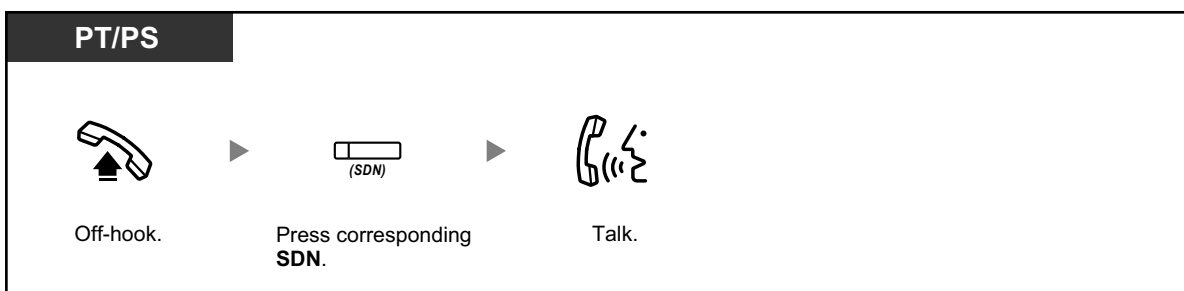 PT/PS
(SDN)
Off-hook.
Press corresponding
SDN.
Talk.